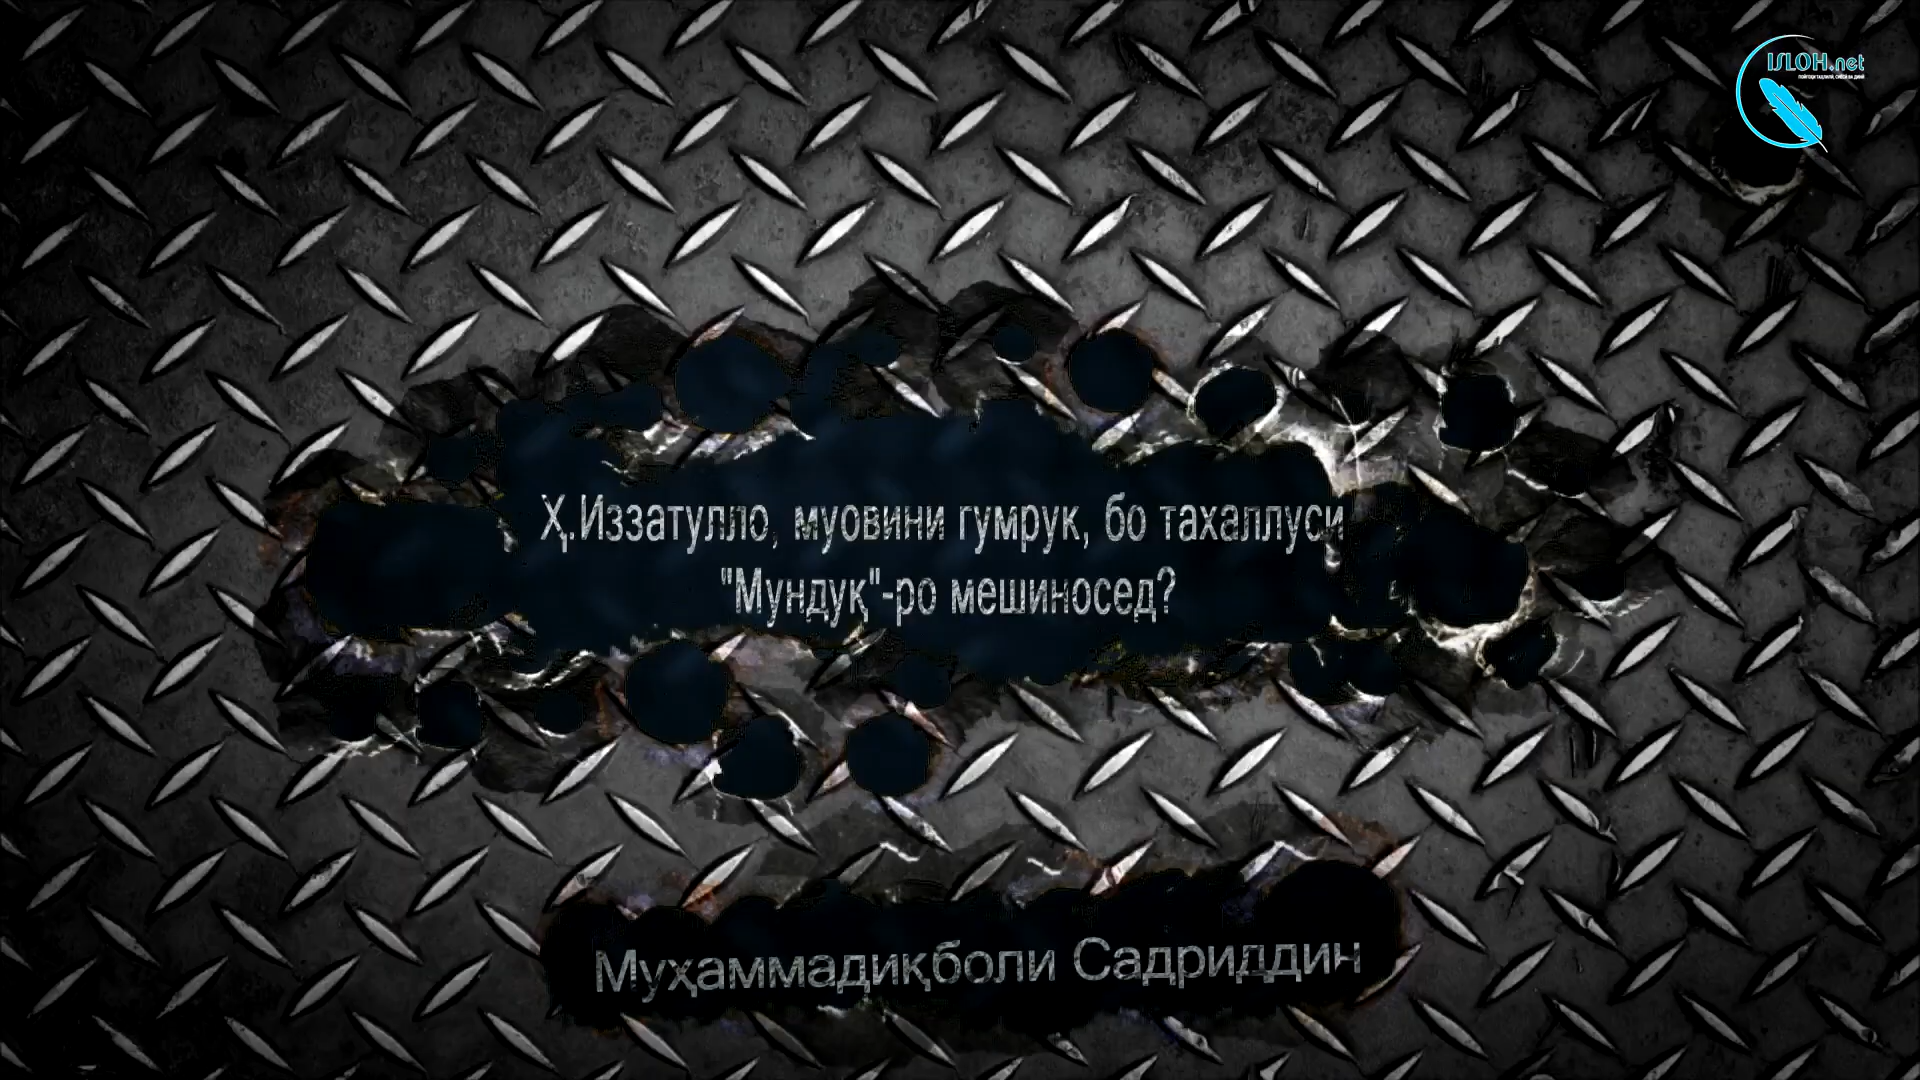 ISLOH.net
Ҳ.Иззатулло, муовини гумрук, бо тахаллуси
"Мундуқ"-ро мешиносед?
Муҳаммадиқболи Садриддин